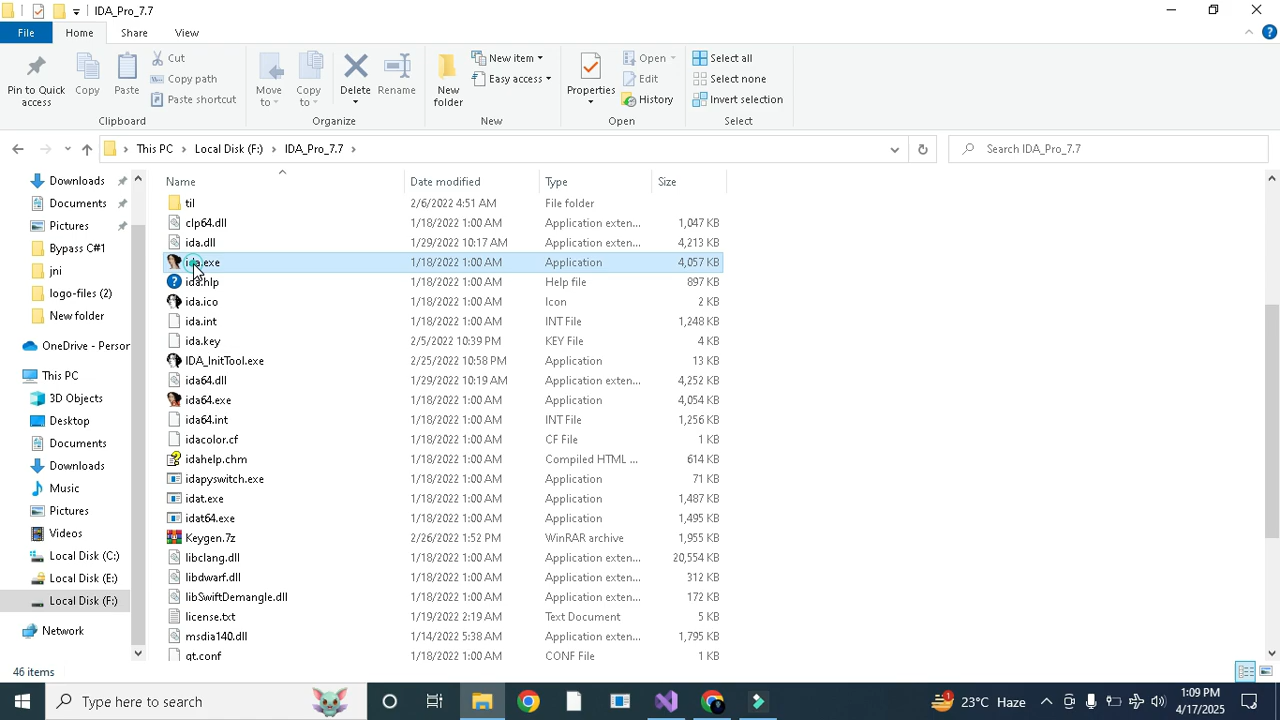 IDA_Pro_7.7
File Home Share View
Pin to Quick access
Copy
Paste
Cut
Copy path
Paste shortcut
Clipboard
Move to
Copy to
Delete
Rename
Organize
New folder
New item
Easy access
New
Properties
Open
Edit
History
Open
Select all
Select none
Invert selection
Select
This PC Local Disk (F:) IDA_Pro_7.7
Search IDA_Pro_7.7
Downloads
Documents
Pictures
Bypass C#1
jni
logo-files (2)
New folder
OneDrive - Person
This PC
3D Objects
Desktop
Documents
Downloads
Music
Pictures
Videos
Local Disk (C:)
Local Disk (E:)
Local Disk (F:)
Network
Name Date modified Type Size
til 2/6/2022 4:51 AM File folder
clp64.dll 1/18/2022 1:00 AM Application exten... 1,047 KB
ida.dll 1/29/2022 10:17 AM Application exten... 4,213 KB
ida.exe 1/18/2022 1:00 AM Application 4,057 KB
ida.hlp 1/18/2022 1:00 AM Help file 897 KB
ida.ico 1/18/2022 1:00 AM Icon 2 KB
ida.int 1/18/2022 1:00 AM INT File 1,248 KB
ida.key 2/5/2022 10:39 PM KEY File 4 KB
IDA_InitTool.exe 2/25/2022 10:58 PM Application 13 KB
ida64.dll 1/29/2022 10:19 AM Application exten... 4,252 KB
ida64.exe 1/18/2022 1:00 AM Application 4,054 KB
ida64.int 1/18/2022 1:00 AM INT File 1,256 KB
idacolor.cf 1/18/2022 1:00 AM CF File 1 KB
idahelp.chm 1/18/2022 1:00 AM Compiled HTML ... 614 KB
idapyswitch.exe 1/18/2022 1:00 AM Application 71 KB
idat.exe 1/18/2022 1:00 AM Application 1,487 KB
idat64.exe 1/18/2022 1:00 AM Application 1,495 KB
Keygen.7z 2/26/2022 1:52 PM WinRAR archive 1,955 KB
libclang.dll 1/18/2022 1:00 AM Application exten... 20,554 KB
libdwarf.dll 1/18/2022 1:00 AM Application exten... 312 KB
libSwiftDemangle.dll 1/18/2022 1:00 AM Application exten... 172 KB
license.txt 1/19/2022 2:19 AM Text Document 5 KB
msdia140.dll 1/14/2022 5:38 AM Application exten... 1,795 KB
qt.conf 1/18/2022 1:00 AM CONF File 1 KB
46 items
Type here to search
1
23°C Haze
1:09 PM
4/17/2025